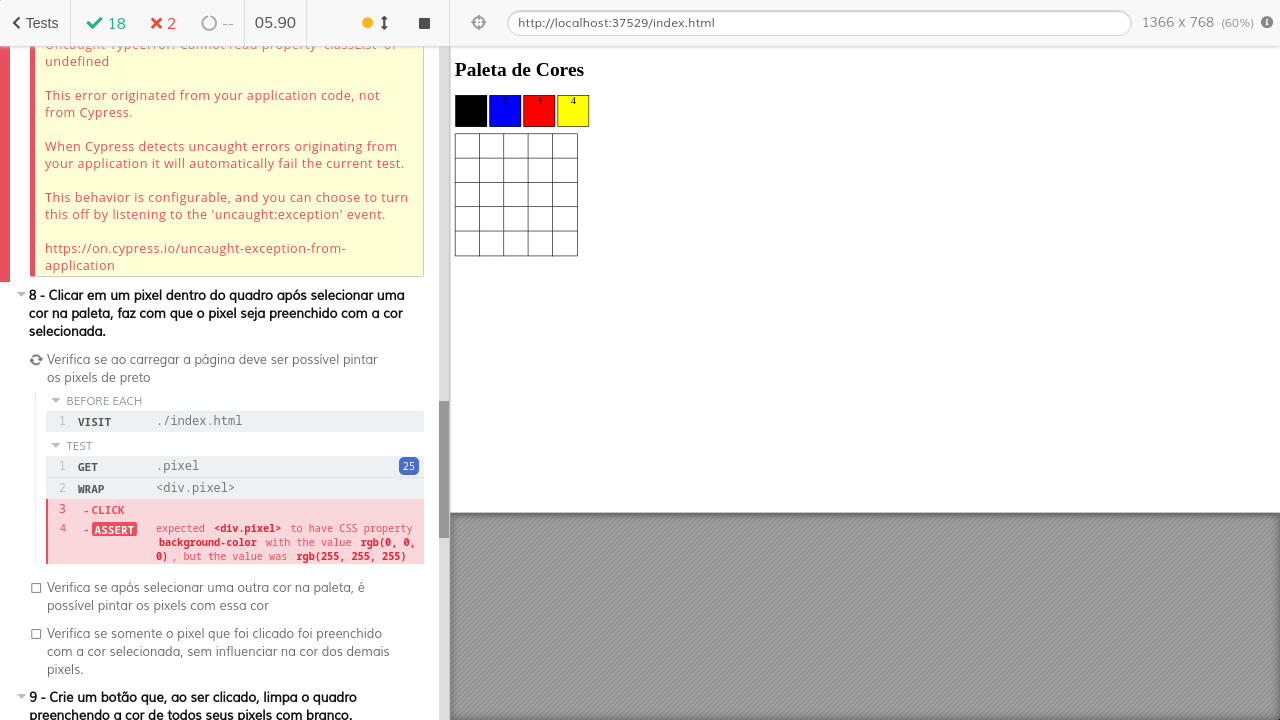 Tests
18
2
--
05.90
http://localhost:37529/index.html
1366 x 768 (60%)
Uncaught TypeError: Cannot read property 'classList' of
undefined
This error originated from your application code, not
from Cypress.
When Cypress detects uncaught errors originating from
your application it will automatically fail the current test.
This behavior is configurable, and you can choose to turn
this off by listening to the 'uncaught:exception' event.
https://on.cypress.io/uncaught-exception-from-
application
8 - Clicar em um pixel dentro do quadro após selecionar uma
cor na paleta, faz com que o pixel seja preenchido com a cor
selecionada.
Verifica se ao carregar a página deve ser possível pintar
os pixels de preto
BEFORE EACH
1 VISIT ./index.html
TEST
1 GET .pixel 25
2 WRAP <div.pixel>
3 -CLICK
4 -ASSERT expected <div.pixel> to have CSS property
background-color with the value rgb(0, 0,
0) , but the value was rgb(255, 255, 255)
Verifica se após selecionar uma outra cor na paleta, é
possível pintar os pixels com essa cor
Verifica se somente o pixel que foi clicado foi preenchido
com a cor selecionada, sem influenciar na cor dos demais
pixels.
9 - Crie um botão que, ao ser clicado, limpa o quadro
preenchendo a cor de todos seus pixels com branco.
Paleta de Cores
2 3 4